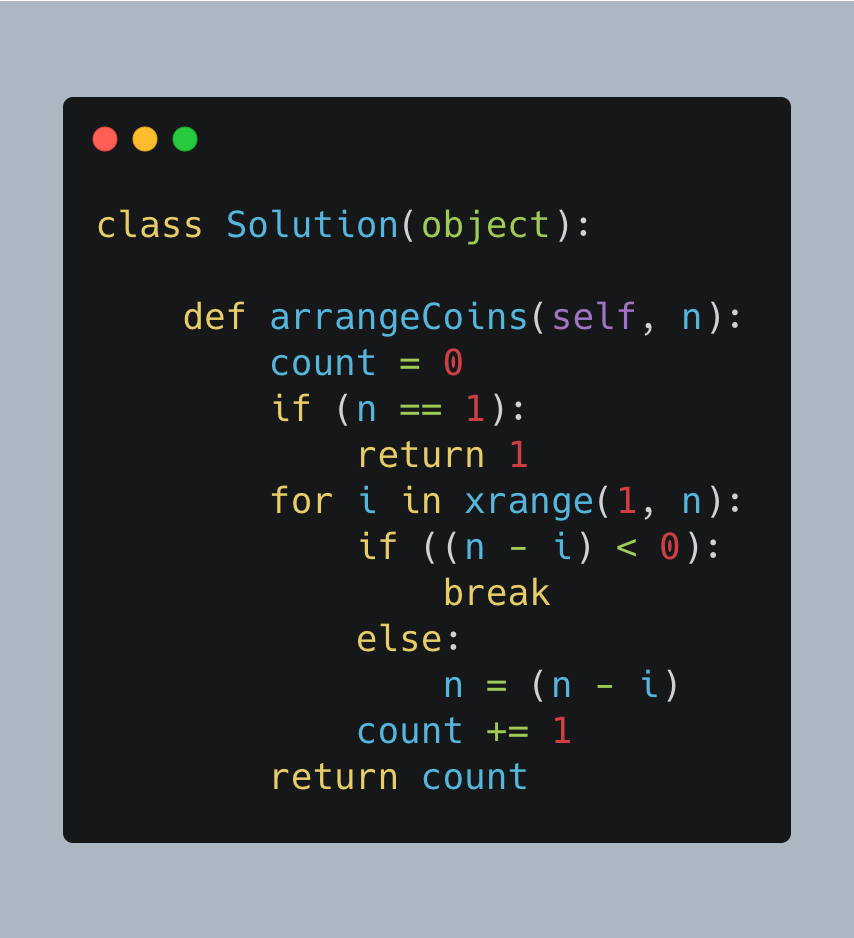 class Solution(object):
    def arrangeCoins(self, n):
        count = 0
        if (n == 1):
            return 1
        for i in xrange(1, n):
            if ((n - i) < 0):
                break
            else:
                n = (n - i)
            count += 1
        return count